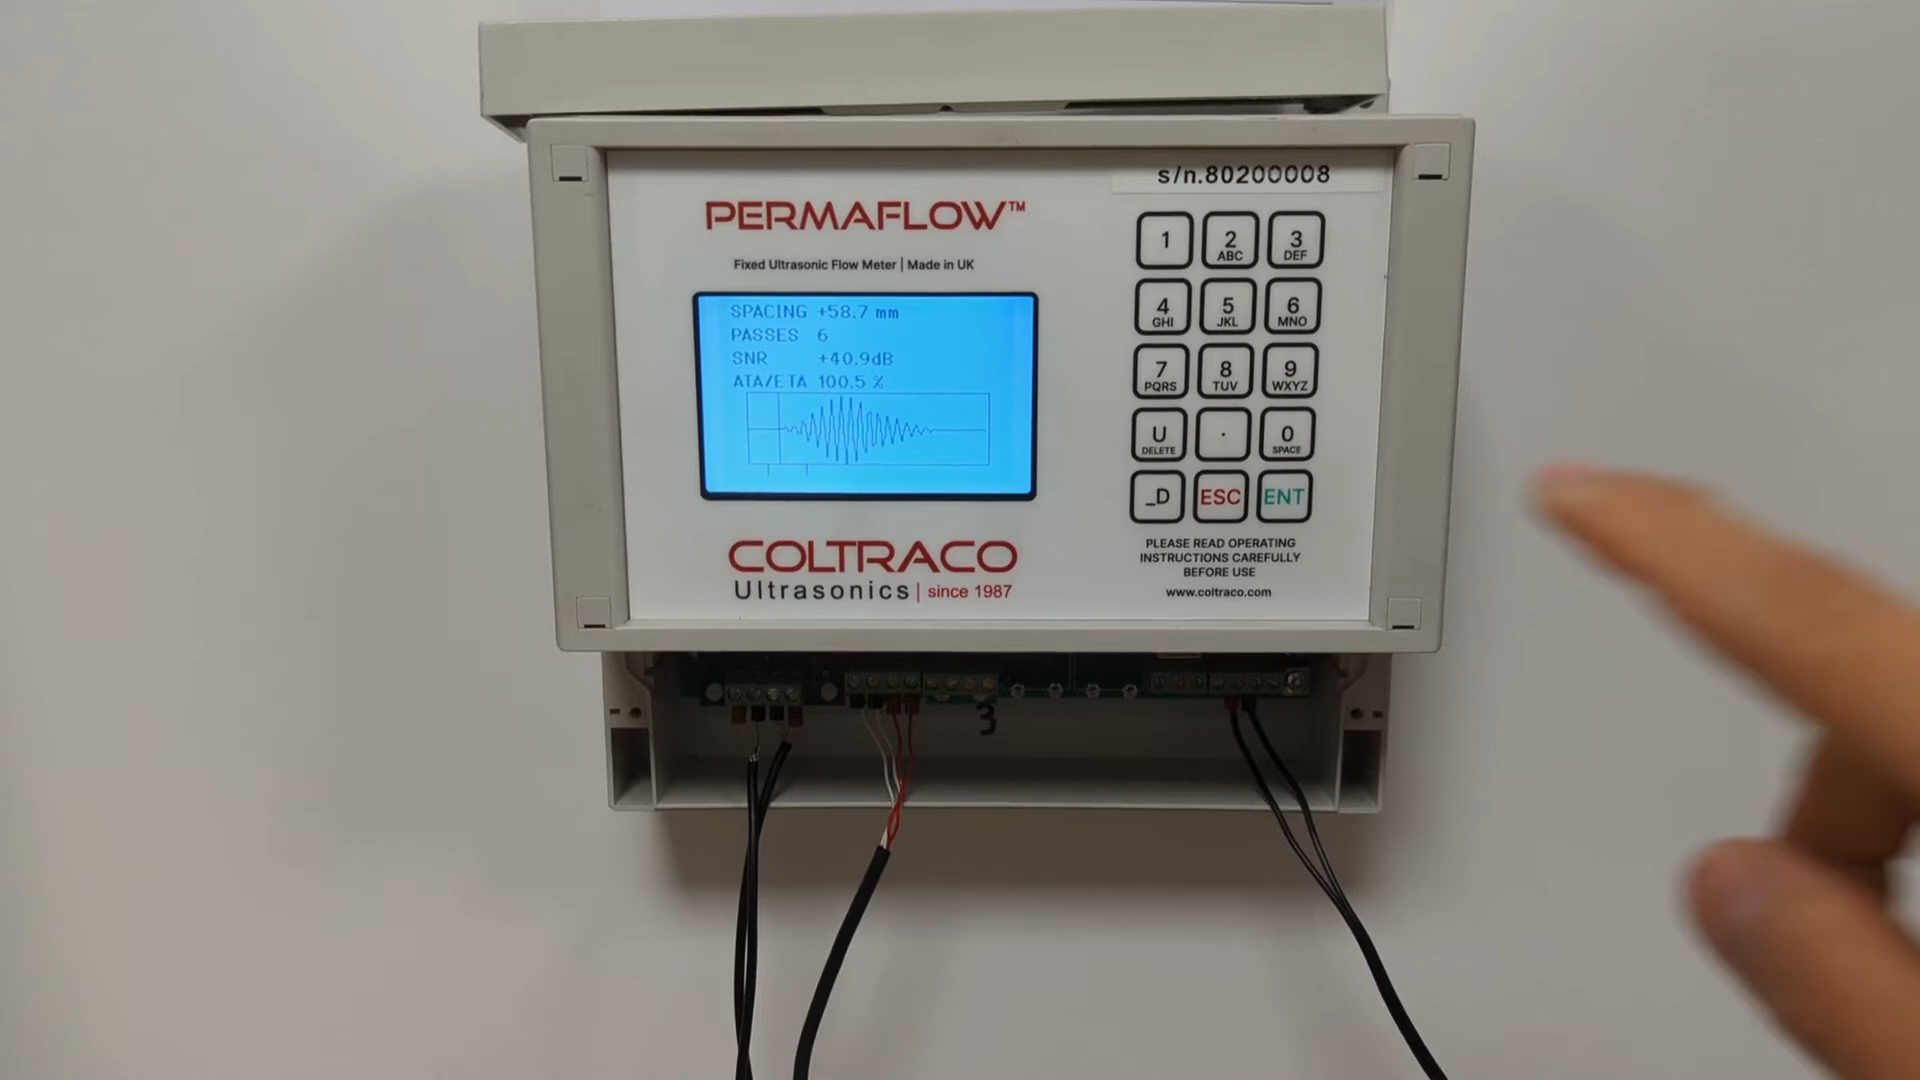 s/n.80200008
PERMAFLOW™
Fixed Ultrasonic Flow Meter | Made in UK
SPACING +58.7 mm
PASSES 6
SNR +40.9dB
ATA/ETA 100.5 %
COLTRACO
Ultrasonics | since 1987
1 2 ABC 3 DEF
4 GHI 5 JKL 6 MNO
7 PQRS 8 TUV 9 WXYZ
U DELETE . 0 SPACE
_D ESC ENT
PLEASE READ OPERATING
INSTRUCTIONS CAREFULLY
BEFORE USE
www.coltraco.com
3